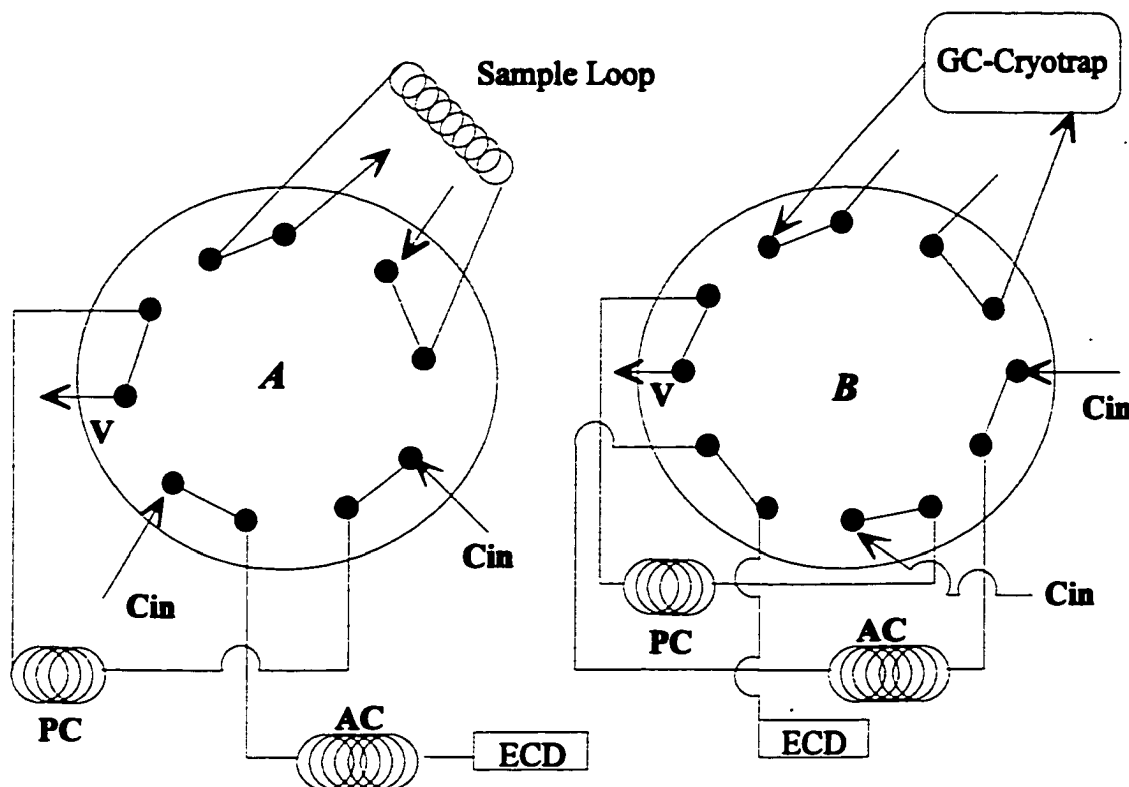 Sample Loop
GC-Cryotrap
A
B
V
V
Cin
Cin
Cin
Cin
PC
PC
AC
AC
ECD
ECD